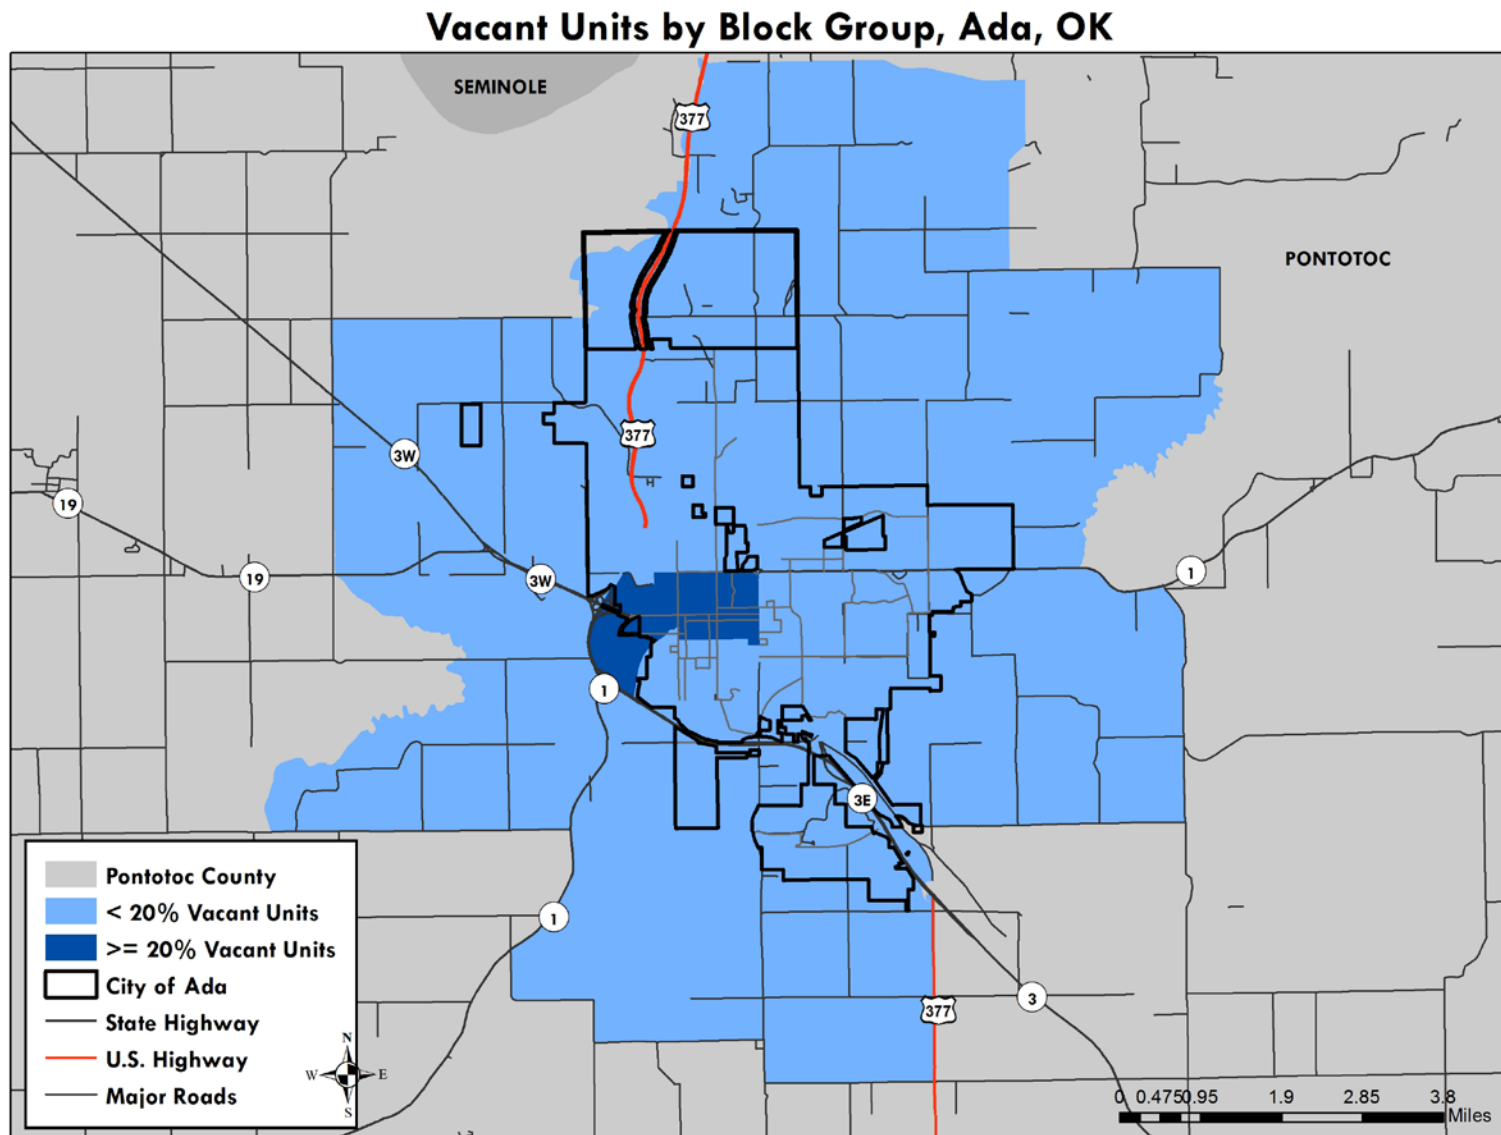 Vacant Units by Block Group, Ada, OK
SEMINOLE
377
PONTOTOC
377
3W
19
19
3W
1
1
3E
1
3
377
Pontotoc County
< 20% Vacant Units
>= 20% Vacant Units
City of Ada
State Highway
U.S. Highway
Major Roads
N
W E
S
0 0.475 0.95 1.9 2.85 3.8
Miles